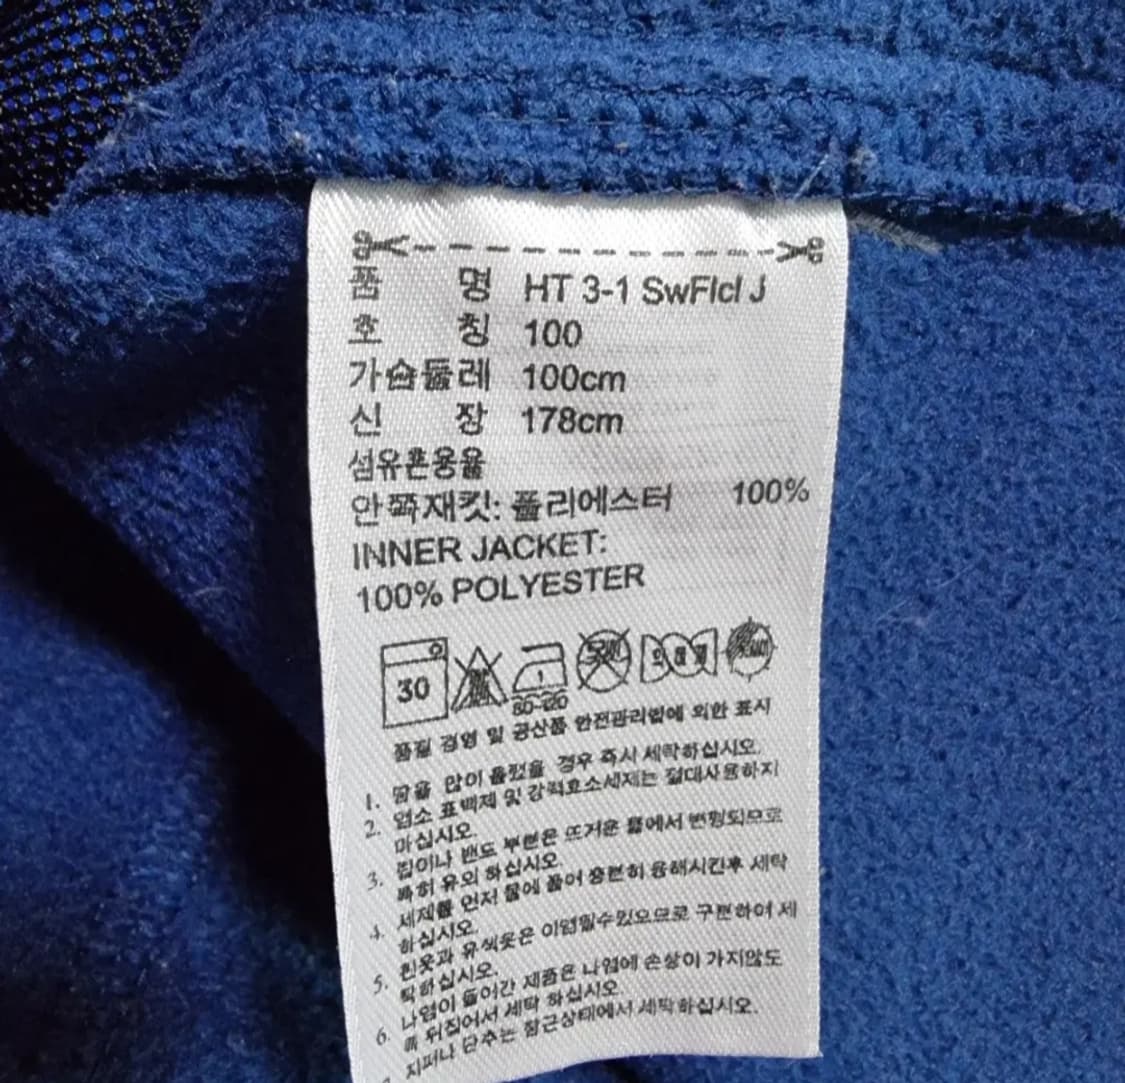 품 명 HT 3-1 SwFlcl J
호 칭 100
가슴둘레 100cm
신 장 178cm
섬유혼용율
안쪽재킷: 폴리에스터 100%
INNER JACKET:
100% POLYESTER
30 1 80-120
품질 경영 및 공산품 안전관리법에 의한 표시
1. 땀을 많이 흘렸을 경우 즉시 세탁하십시오.
2. 염소 표백제 및 강력효소세제는 절대사용하지
마십시오.
3. 접이나 밴드 부분은 뜨거운 물에서 변형되므로
특히 유의 하십시오.
4. 세제를 먼저 물에 풀어 충분히 용해시킨후 세탁
하십시오.
5. 흰옷과 유색옷은 이염될수있으므로 구분하여 세
탁하십시오.
6. 나염이 들어간 제품은 나염에 손상이 가지않도
록 뒤집어서 세탁 하십시오
지퍼나 단추는 잠근상태에서 세탁하십시오.